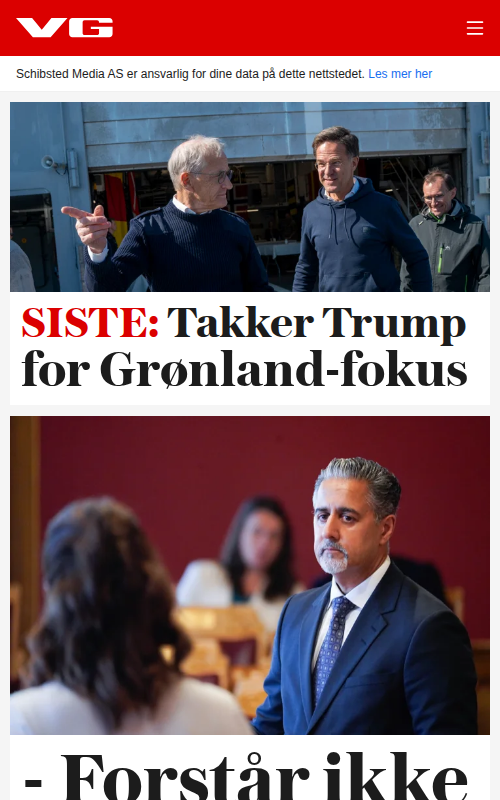 VG
Schibsted Media AS er ansvarlig for dine data på dette nettstedet. Les mer her
SISTE: Takker Trump
for Grønland-fokus
- Forstår ikke